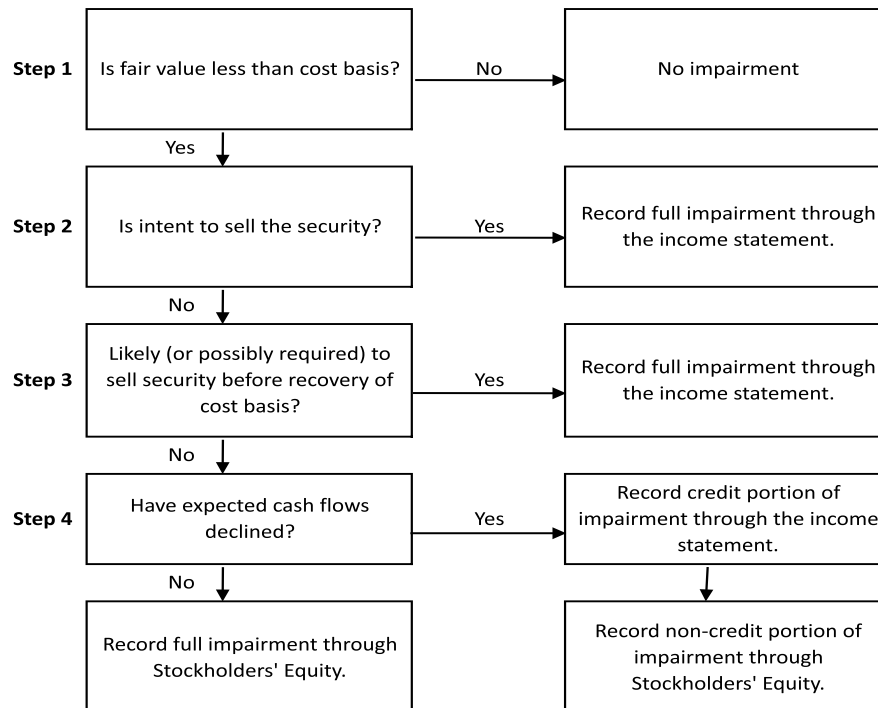 Step 1
Is fair value less than cost basis?
No
No impairment
Yes
Step 2
Is intent to sell the security?
Yes
Record full impairment through
the income statement.
No
Step 3
Likely (or possibly required) to
sell security before recovery of
cost basis?
Yes
Record full impairment through
the income statement.
No
Step 4
Have expected cash flows
declined?
Yes
Record credit portion of
impairment through the income
statement.
No
Record full impairment through
Stockholders' Equity.
Record non-credit portion of
impairment through
Stockholders' Equity.